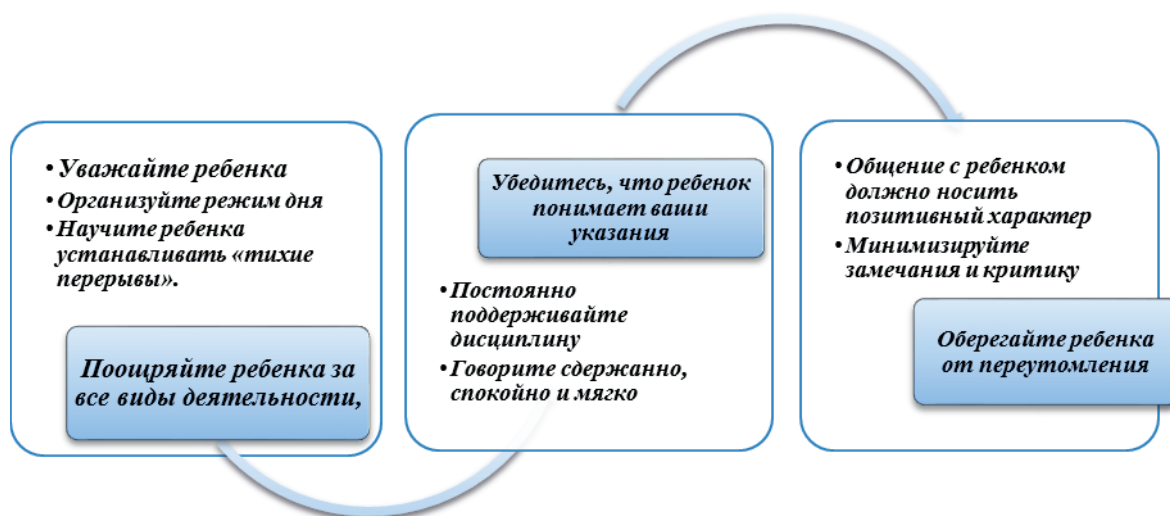 • Уважайте ребенка
• Организуйте режим дня
• Научите ребенка
устанавливать «тихие
перерывы».
Поощряйте ребенка за
все виды деятельности,
Убедитесь, что ребенок
понимает ваши
указания
• Постоянно
поддерживайте
дисциплину
• Говорите сдержанно,
спокойно и мягко
• Общение с ребенком
должно носить
позитивный характер
• Минимизируйте
замечания и критику
Оберегайте ребенка
от переутомления